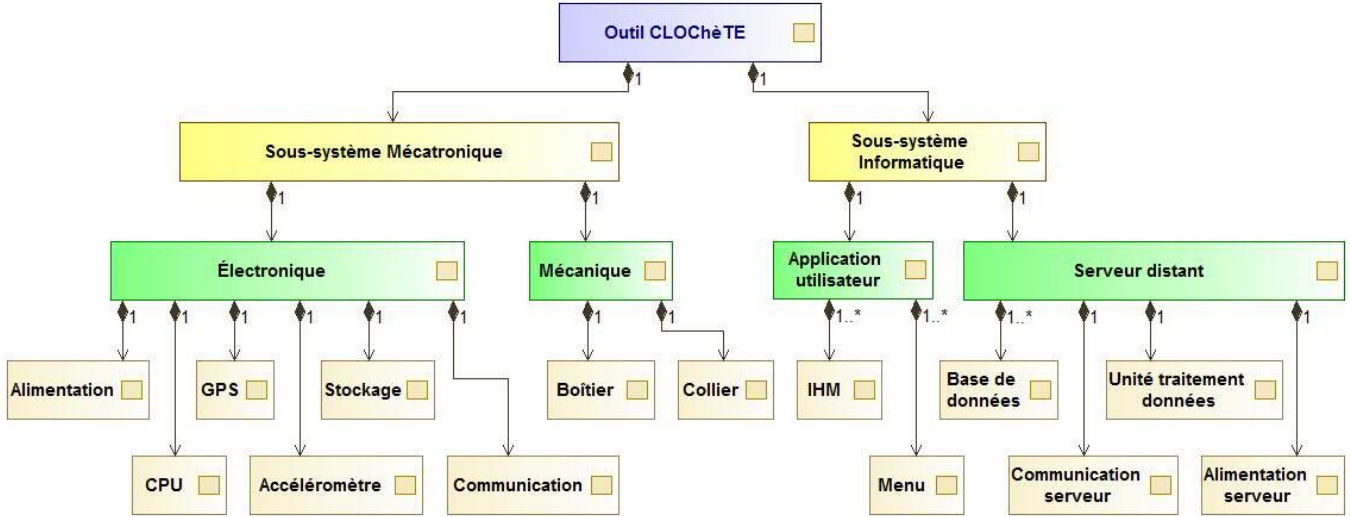 Outil CLOChèTE
1 1
Sous-système Mécatronique
Sous-système
Informatique
1 1 1 1
Électronique
Mécanique
Application
utilisateur
Serveur distant
1 1 1 1 1 1 1 1 1..* 1..* 1..* 1 1 1
Alimentation
GPS
Stockage
Boîtier
Collier
IHM
Base de
données
Unité traitement
données
CPU
Accéléromètre
Communication
Menu
Communication
serveur
Alimentation
serveur